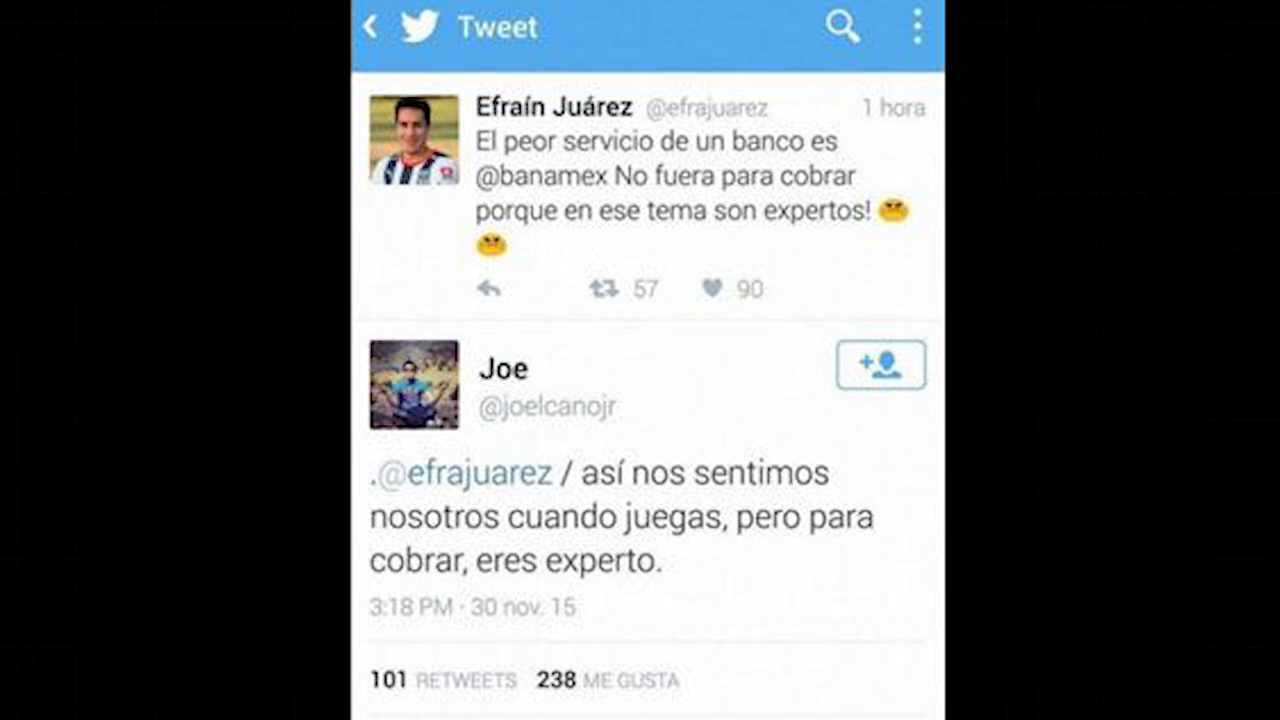 Tweet
Efraín Juárez @efrajuarez 1 hora
El peor servicio de un banco es
@banamex No fuera para cobrar
porque en ese tema son expertos!
57 90
Joe
@joelcanojr
.@efrajuarez / así nos sentimos
nosotros cuando juegas, pero para
cobrar, eres experto.
3:18 PM · 30 nov. 15
101 RETWEETS 238 ME GUSTA